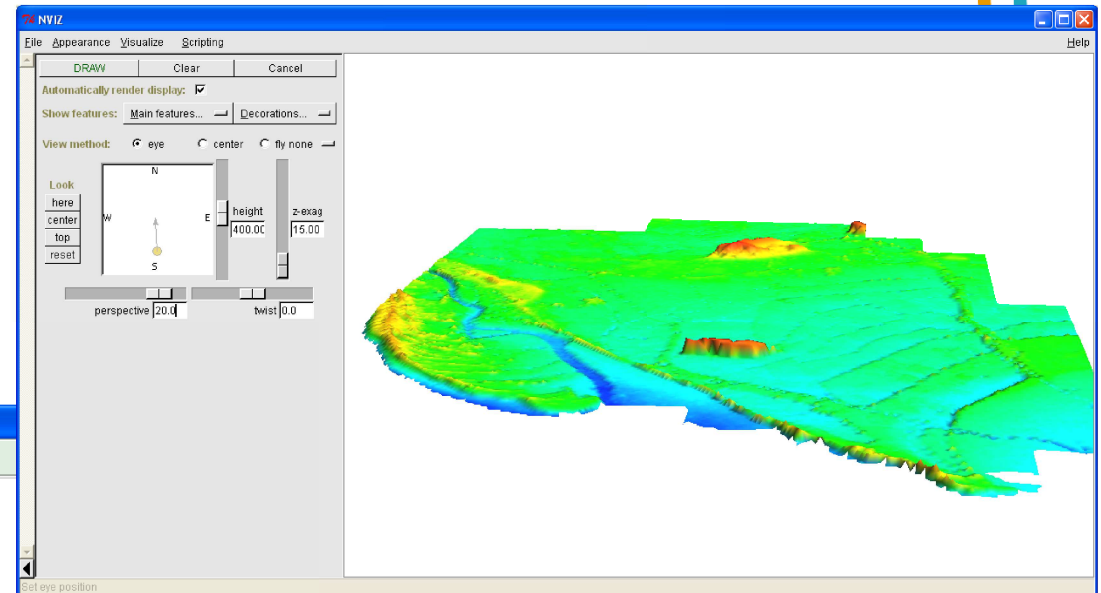 NVIZ
File Appearance Visualize Scripting Help
DRAW Clear Cancel
Automatically render display:
Show features: Main features... Decorations...
View method: eye center fly none
N
Look
here
center
top
reset
W
E
S
height
400.00
z-exag
15.00
perspective 20.0
twist 0.0
Set eye position